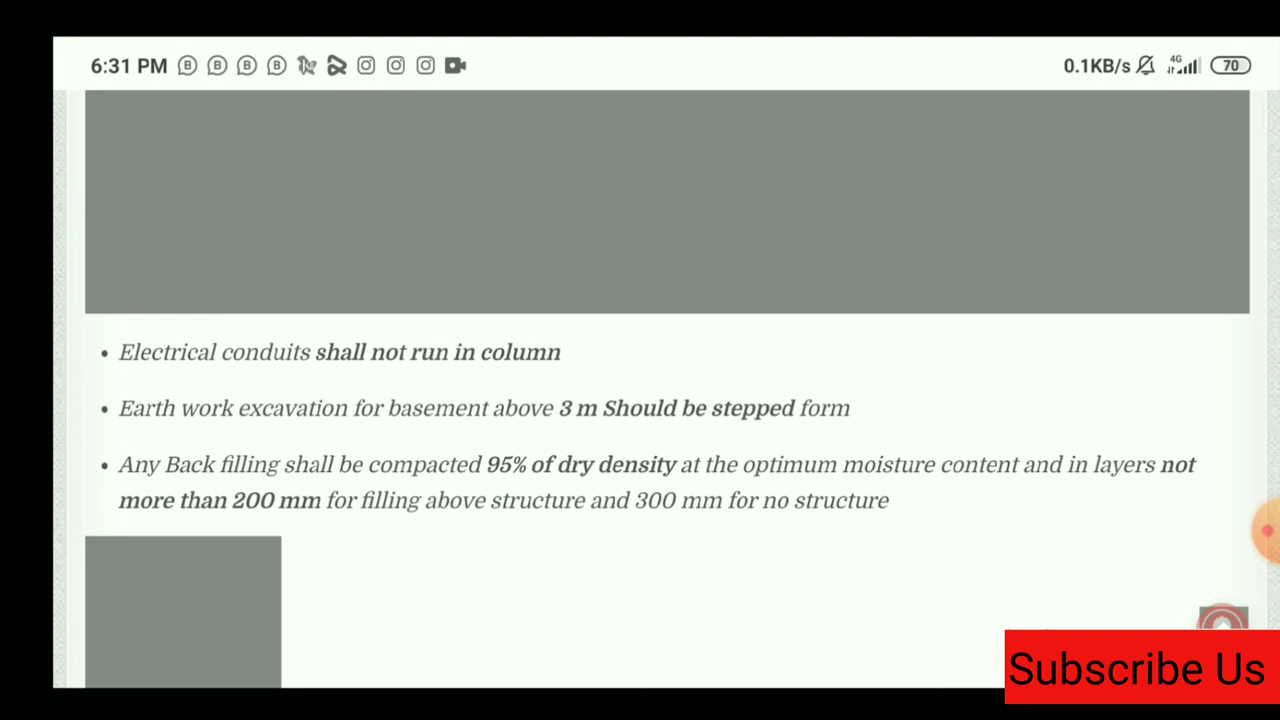 6:31 PM 0.1KB/s 4G 70
• Electrical conduits shall not run in column
• Earth work excavation for basement above 3 m Should be stepped form
• Any Back filling shall be compacted 95% of dry density at the optimum moisture content and in layers not
more than 200 mm for filling above structure and 300 mm for no structure
Subscribe Us